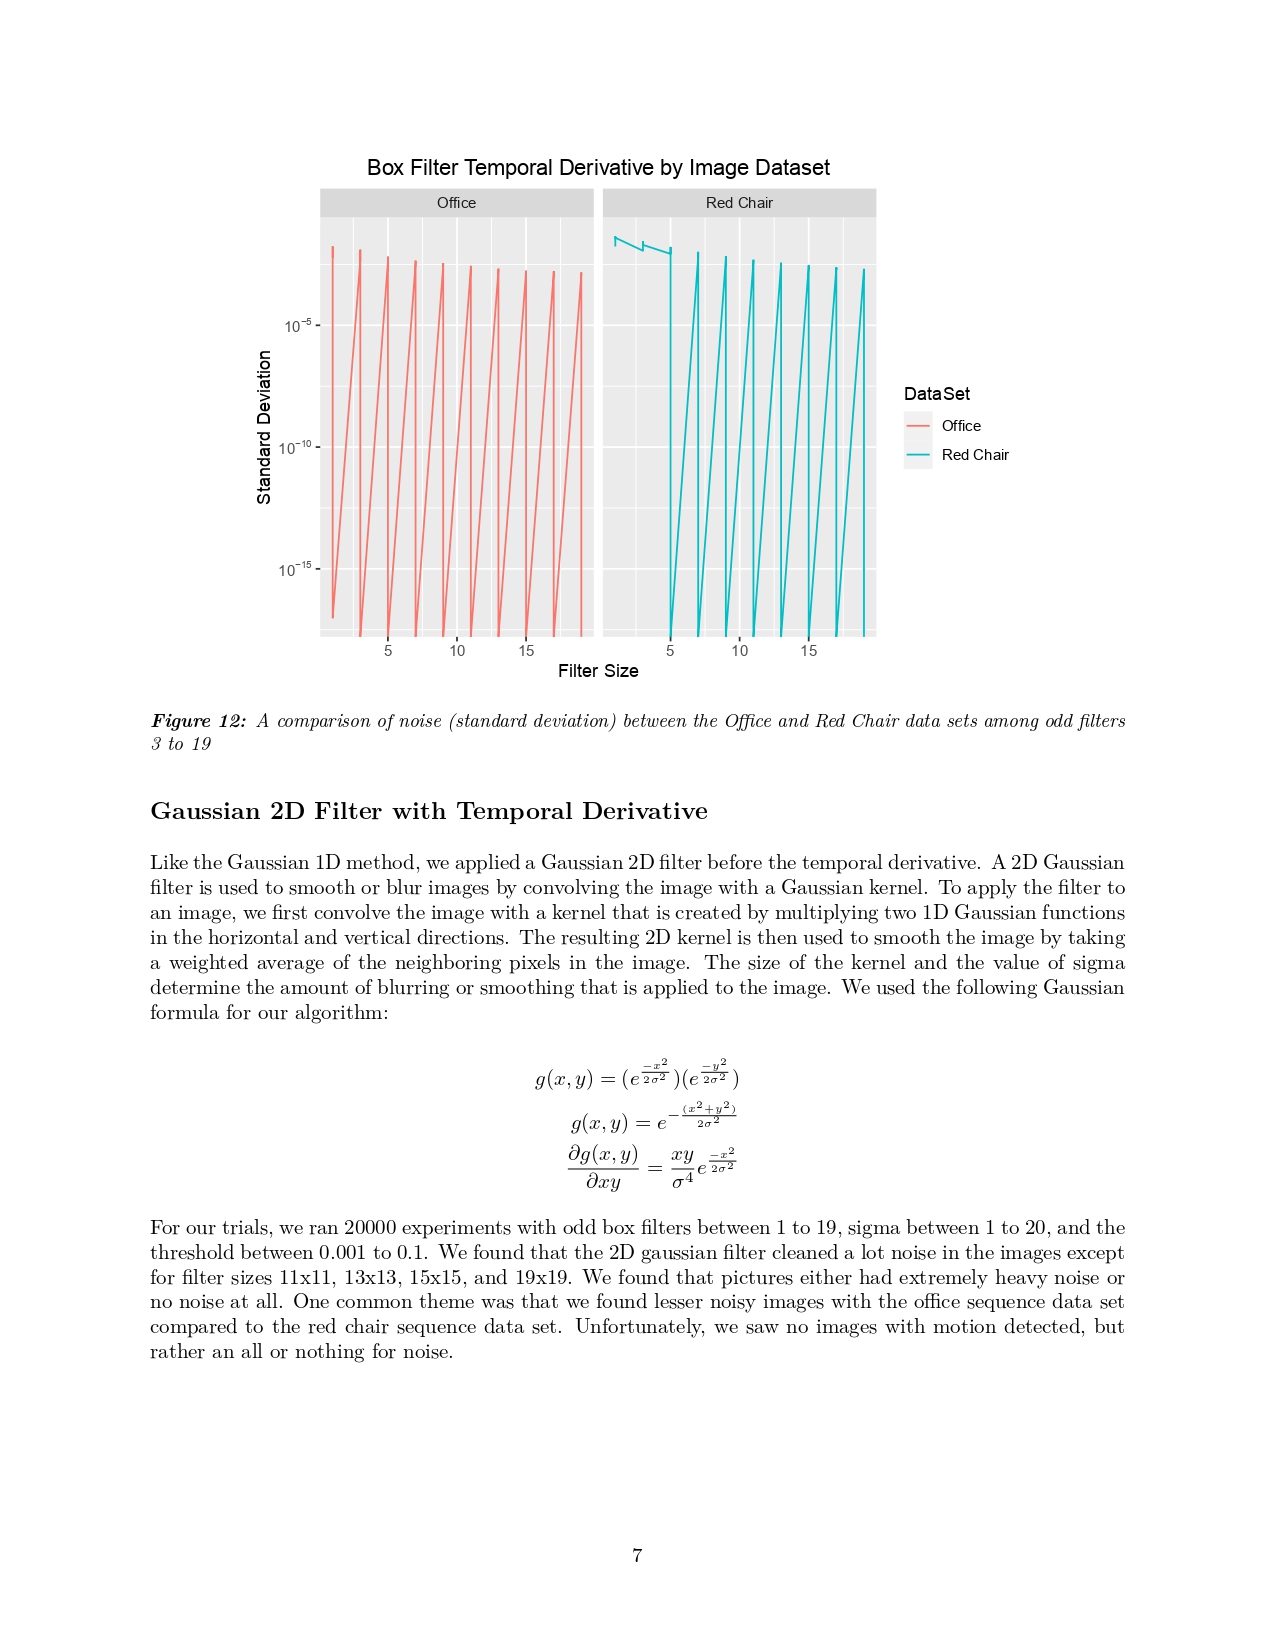 Box Filter Temporal Derivative by Image Dataset
Office
Red Chair
10⁻⁵
10⁻¹⁰
10⁻¹⁵
Standard Deviation
5 10 15
5 10 15
Filter Size
DataSet
Office
Red Chair
Figure 12: A comparison of noise (standard deviation) between the Office and Red Chair data sets among odd filters
3 to 19
Gaussian 2D Filter with Temporal Derivative
Like the Gaussian 1D method, we applied a Gaussian 2D filter before the temporal derivative. A 2D Gaussian
filter is used to smooth or blur images by convolving the image with a Gaussian kernel. To apply the filter to
an image, we first convolve the image with a kernel that is created by multiplying two 1D Gaussian functions
in the horizontal and vertical directions. The resulting 2D kernel is then used to smooth the image by taking
a weighted average of the neighboring pixels in the image. The size of the kernel and the value of sigma
determine the amount of blurring or smoothing that is applied to the image. We used the following Gaussian
formula for our algorithm:
g(x, y) = (e^{\frac{-x^2}{2σ^2}})(e^{\frac{-y^2}{2σ^2}})
g(x, y) = e^{-\frac{(x^2+y^2)}{2σ^2}}
\frac{∂g(x, y)}{∂xy} = \frac{xy}{σ^4}e^{\frac{-x^2}{2σ^2}}
For our trials, we ran 20000 experiments with odd box filters between 1 to 19, sigma between 1 to 20, and the
threshold between 0.001 to 0.1. We found that the 2D gaussian filter cleaned a lot noise in the images except
for filter sizes 11x11, 13x13, 15x15, and 19x19. We found that pictures either had extremely heavy noise or
no noise at all. One common theme was that we found lesser noisy images with the office sequence data set
compared to the red chair sequence data set. Unfortunately, we saw no images with motion detected, but
rather an all or nothing for noise.
7